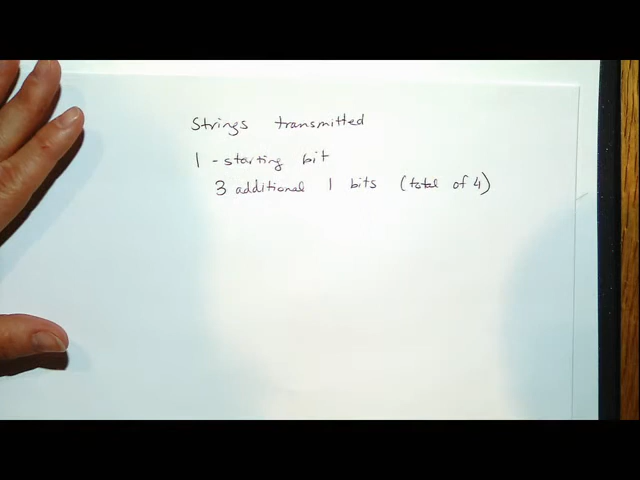 Strings transmitted
1 - starting bit
3 additional 1 bits (total of 4)